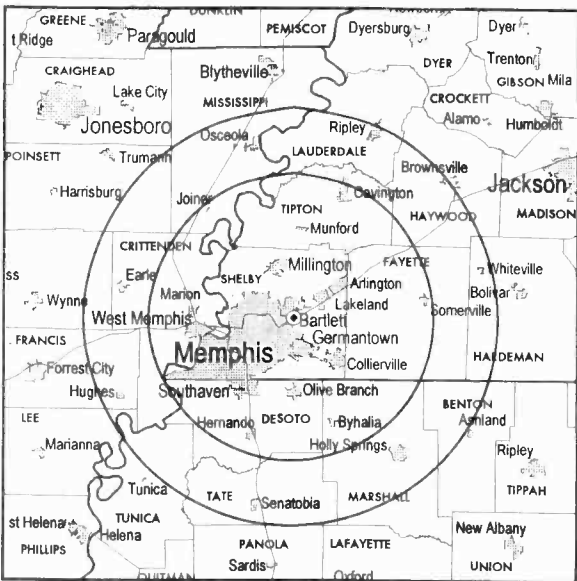 DUNKLIN
GREENE
PEMISCOT
Dyersburg
Dyer
t Ridge
Paragould
Trenton
DYER
CRAIGHEAD
Blytheville
GIBSON Mila
Lake City
MISSISSIPPI
CROCKETT
Alamo
Humboldt
Jonesboro
Osceola
Ripley
LAUDERDALE
POINSETT
Trumann
Brownsville
Jackson
Harrisburg
Joiner
Covington
TIPTON
HAYWOOD
MADISON
Munford
CRITTENDEN
Millington
FAYETTE
SHELBY
Whiteville
ss
Earle
Arlington
Marion
Lakeland
Bolivar
Wynne
Somerville
West Memphis
Bartlett
FRANCIS
Germantown
Memphis
Collierville
HARDEMAN
Forrest City
Hughes
Southaven
Olive Branch
BENTON
LEE
DESOTO
Ashland
Hernando
Byhalia
Marianna
Holly Springs
Ripley
Tunica
TATE
MARSHALL
TIPPAH
Senatobia
st Helena
TUNICA
New Albany
Helena
PHILLIPS
PANOLA
LAFAYETTE
Sardis
UNION
QUITMAN
Oxford